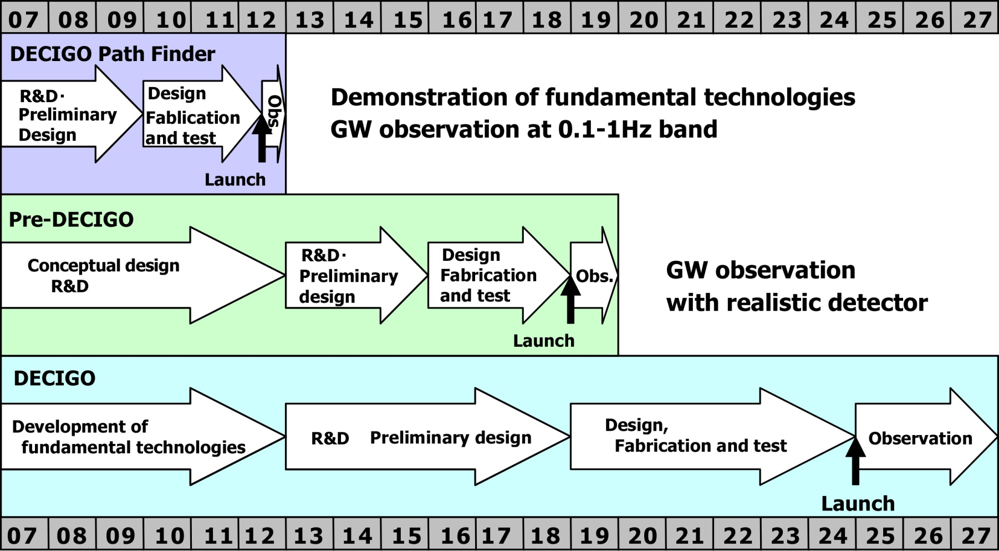 07 08 09 10 11 12 13 14 15 16 17 18 19 20 21 22 23 24 25 26 27
DECIGO Path Finder
R&D·
Preliminary
Design
Design
Fablication
and test
Obs.
Launch
Demonstration of fundamental technologies
GW observation at 0.1-1Hz band
Pre-DECIGO
Conceptual design
R&D
R&D·
Preliminary
design
Design
Fabrication
and test
Obs.
Launch
GW observation
with realistic detector
DECIGO
Development of
fundamental technologies
R&D Preliminary design
Design,
Fabrication and test
Observation
Launch
07 08 09 10 11 12 13 14 15 16 17 18 19 20 21 22 23 24 25 26 27